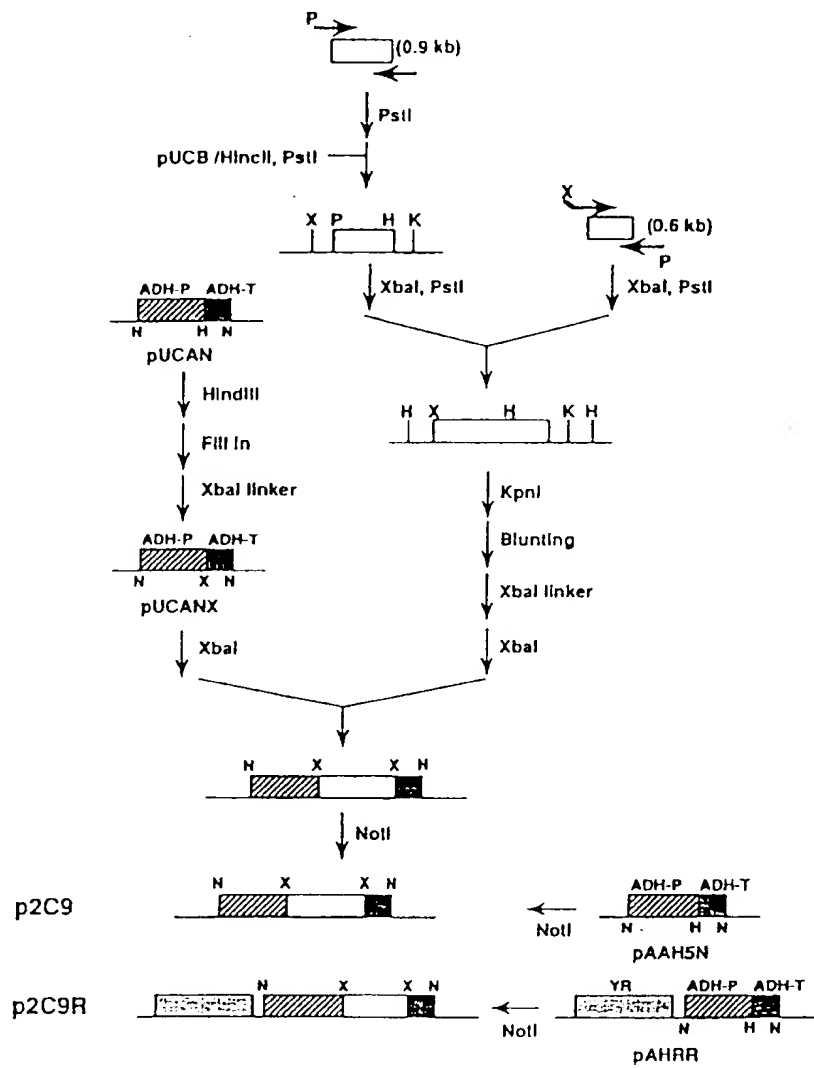 P
(0.9 kb)
PstI
pUCB /HincII, PstI
X P H K
X
(0.6 kb)
P
XbaI, PstI
XbaI, PstI
ADH-P ADH-T
N H N
pUCAN
HindIII
Fill in
XbaI linker
ADH-P ADH-T
N X N
pUCANX
XbaI
H X H K H
KpnI
Blunting
XbaI linker
XbaI
N X X N
NotI
p2C9
N X X N
NotI
ADH-P ADH-T
N H N
pAAH5N
p2C9R
N X X N
NotI
YR ADH-P ADH-T
N H N
pAHRR